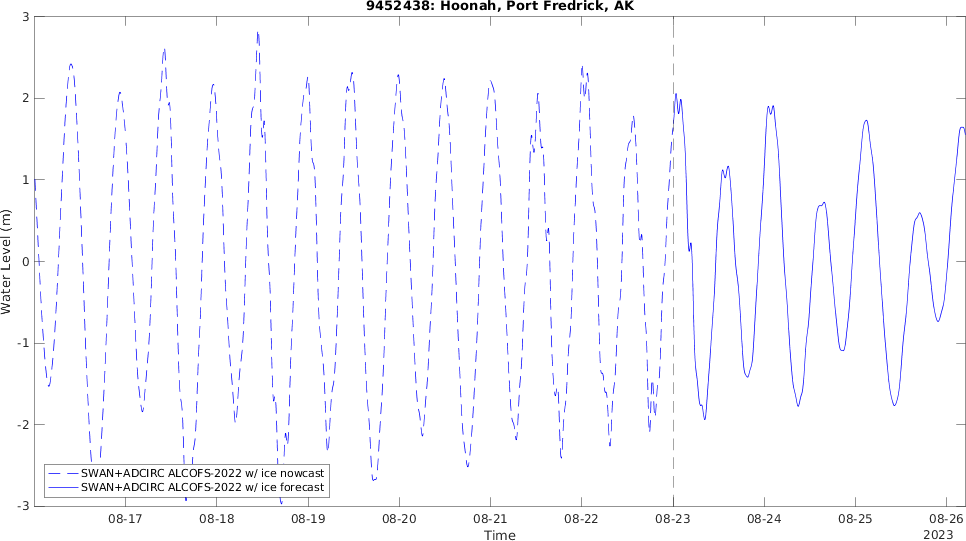 9452438: Hoonah, Port Fredrick, AK
3
2
1
0
-1
-2
-3
Water Level (m)
SWAN+ADCIRC ALCOFS-2022 w/ ice nowcast
SWAN+ADCIRC ALCOFS-2022 w/ ice forecast
08-17 08-18 08-19 08-20 08-21 08-22 08-23 08-24 08-25 08-26
Time
2023